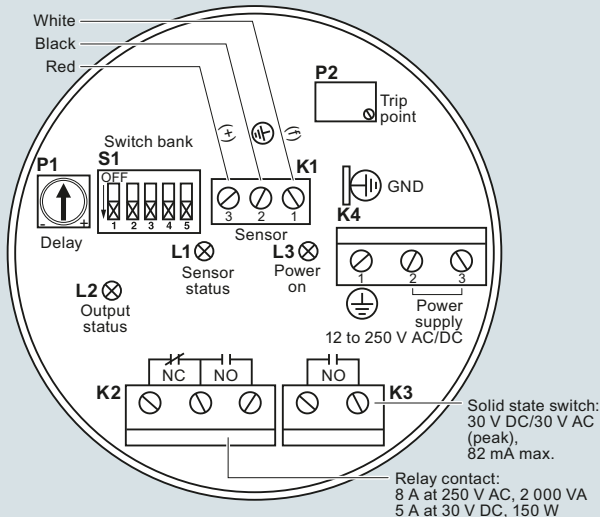 White
Black
Red
P2
Trip
point
(+)
(f)
Switch bank
P1
S1
OFF
K1
- +
1 2 3 4 5
3 2 1
GND
K4
Delay
Sensor
L1
Sensor
status
L3
Power
on
1 2 3
L2
Output
status
Power
supply
12 to 250 V AC/DC
NC
NO
NO
K2
K3
Solid state switch:
30 V DC/30 V AC
(peak),
82 mA max.
Relay contact:
8 A at 250 V AC, 2 000 VA
5 A at 30 V DC, 150 W